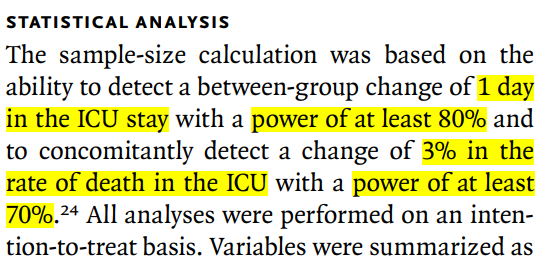 STATISTICAL ANALYSIS
The sample-size calculation was based on the
ability to detect a between-group change of 1 day
in the ICU stay with a power of at least 80% and
to concomitantly detect a change of 3% in the
rate of death in the ICU with a power of at least
70%.²⁴ All analyses were performed on an inten-
tion-to-treat basis. Variables were summarized as